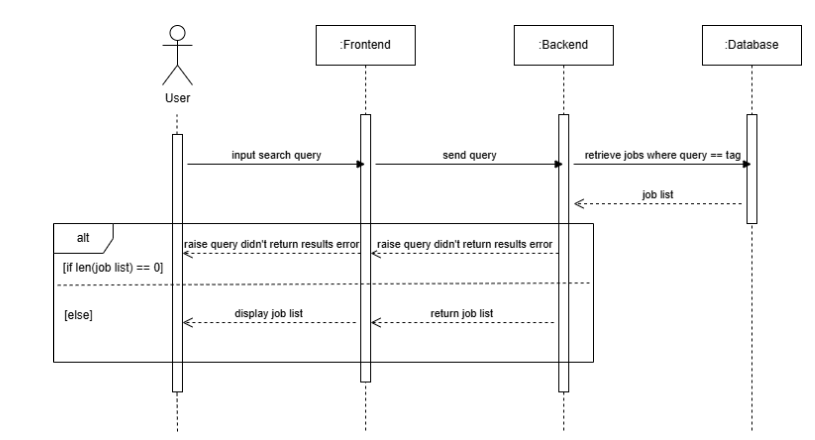 :Frontend
:Backend
:Database
User
input search query
send query
retrieve jobs where query == tag
job list
alt
raise query didn't return results error
raise query didn't return results error
[if len(job list) == 0]
[else]
display job list
return job list